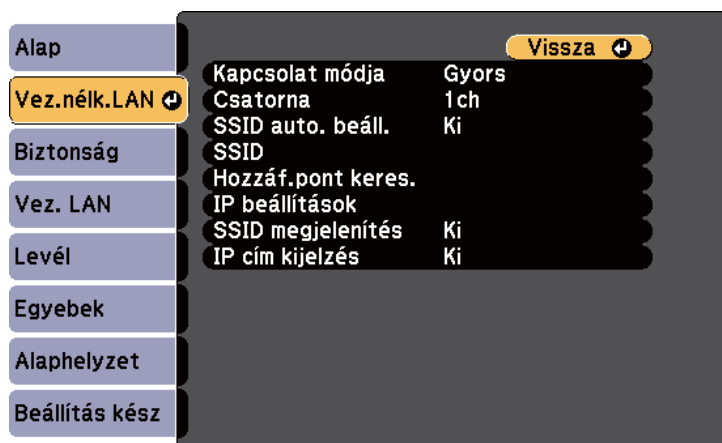 Alap
Vez.nélk.LAN
Biztonság
Vez. LAN
Levél
Egyebek
Alaphelyzet
Beállítás kész
Vissza
Kapcsolat módja Gyors
Csatorna 1ch
SSID auto. beáll. Ki
SSID
Hozzáf.pont keres.
IP beállítások
SSID megjelenítés Ki
IP cím kijelzés Ki